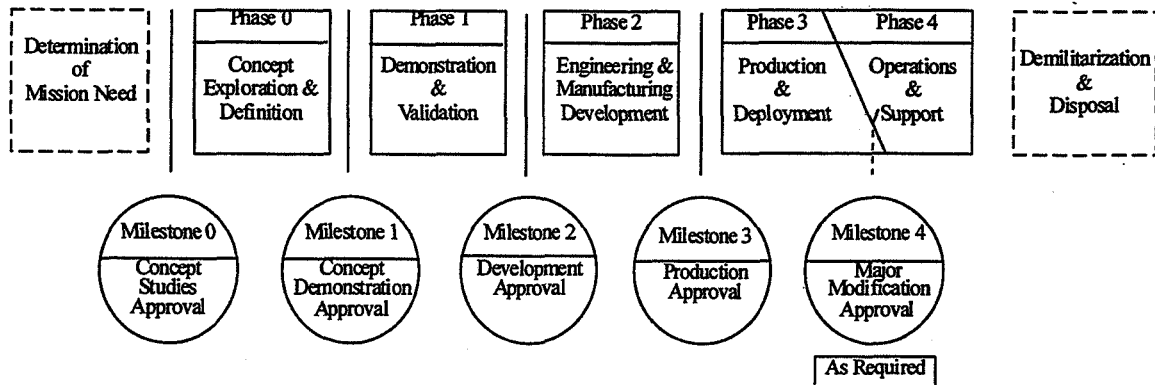 Determination
of
Mission Need
Phase 0
Concept
Exploration &
Definition
Phase 1
Demonstration
&
Validation
Phase 2
Engineering &
Manufacturing
Development
Phase 3
Production
&
Deployment
Phase 4
Operations
&
Support
Demilitarization
&
Disposal
Milestone 0
Concept
Studies
Approval
Milestone 1
Concept
Demonstration
Approval
Milestone 2
Development
Approval
Milestone 3
Production
Approval
Milestone 4
Major
Modification
Approval
As Required